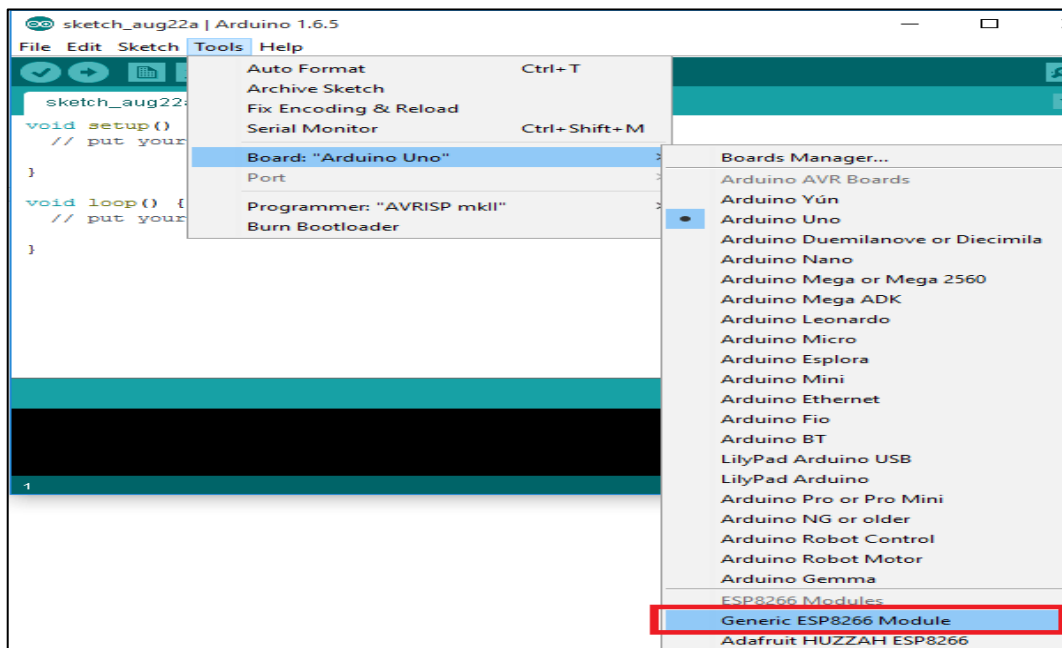 sketch_aug22a | Arduino 1.6.5
File Edit Sketch Tools Help
sketch_aug22a
void setup()
// put your
}
void loop() {
// put your
}
1
Auto Format Ctrl+T
Archive Sketch
Fix Encoding & Reload
Serial Monitor Ctrl+Shift+M
Board: "Arduino Uno"
Port
Programmer: "AVRISP mkII"
Burn Bootloader
Boards Manager...
Arduino AVR Boards
Arduino Yún
Arduino Uno
Arduino Duemilanove or Diecimila
Arduino Nano
Arduino Mega or Mega 2560
Arduino Mega ADK
Arduino Leonardo
Arduino Micro
Arduino Esplora
Arduino Mini
Arduino Ethernet
Arduino Fio
Arduino BT
LilyPad Arduino USB
LilyPad Arduino
Arduino Pro or Pro Mini
Arduino NG or older
Arduino Robot Control
Arduino Robot Motor
Arduino Gemma
ESP8266 Modules
Generic ESP8266 Module
Adafruit HUZZAH ESP8266